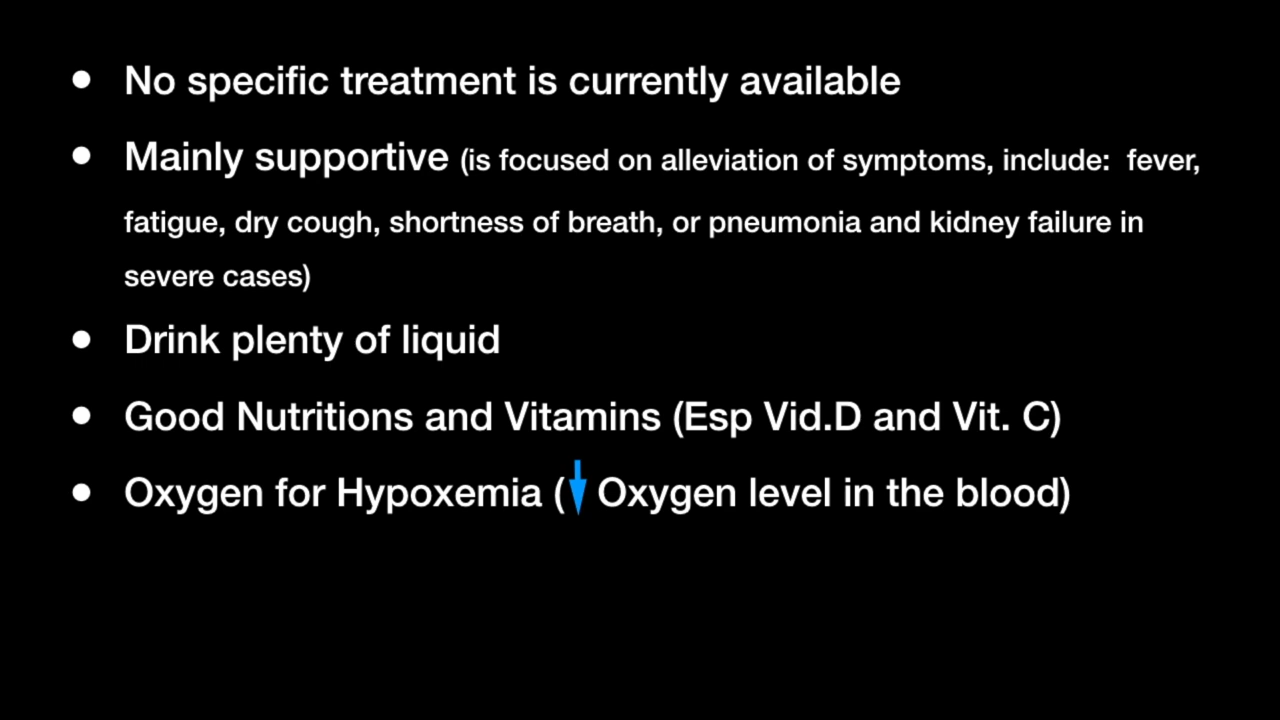 • No specific treatment is currently available
• Mainly supportive (is focused on alleviation of symptoms, include:  fever,
fatigue, dry cough, shortness of breath, or pneumonia and kidney failure in
severe cases)
• Drink plenty of liquid
• Good Nutritions and Vitamins (Esp Vid.D and Vit. C)
• Oxygen for Hypoxemia (↓ Oxygen level in the blood)